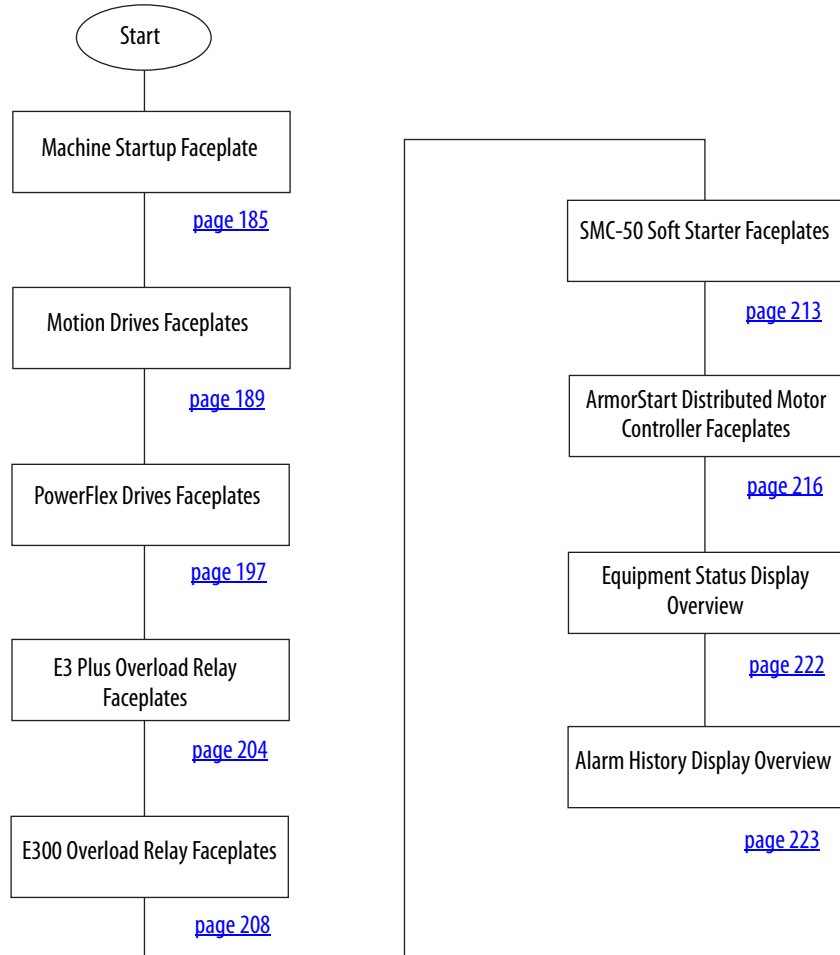 Start
Machine Startup Faceplate
page 185
Motion Drives Faceplates
page 189
PowerFlex Drives Faceplates
page 197
E3 Plus Overload Relay
Faceplates
page 204
E300 Overload Relay Faceplates
page 208
SMC-50 Soft Starter Faceplates
page 213
ArmorStart Distributed Motor
Controller Faceplates
page 216
Equipment Status Display
Overview
page 222
Alarm History Display Overview
page 223